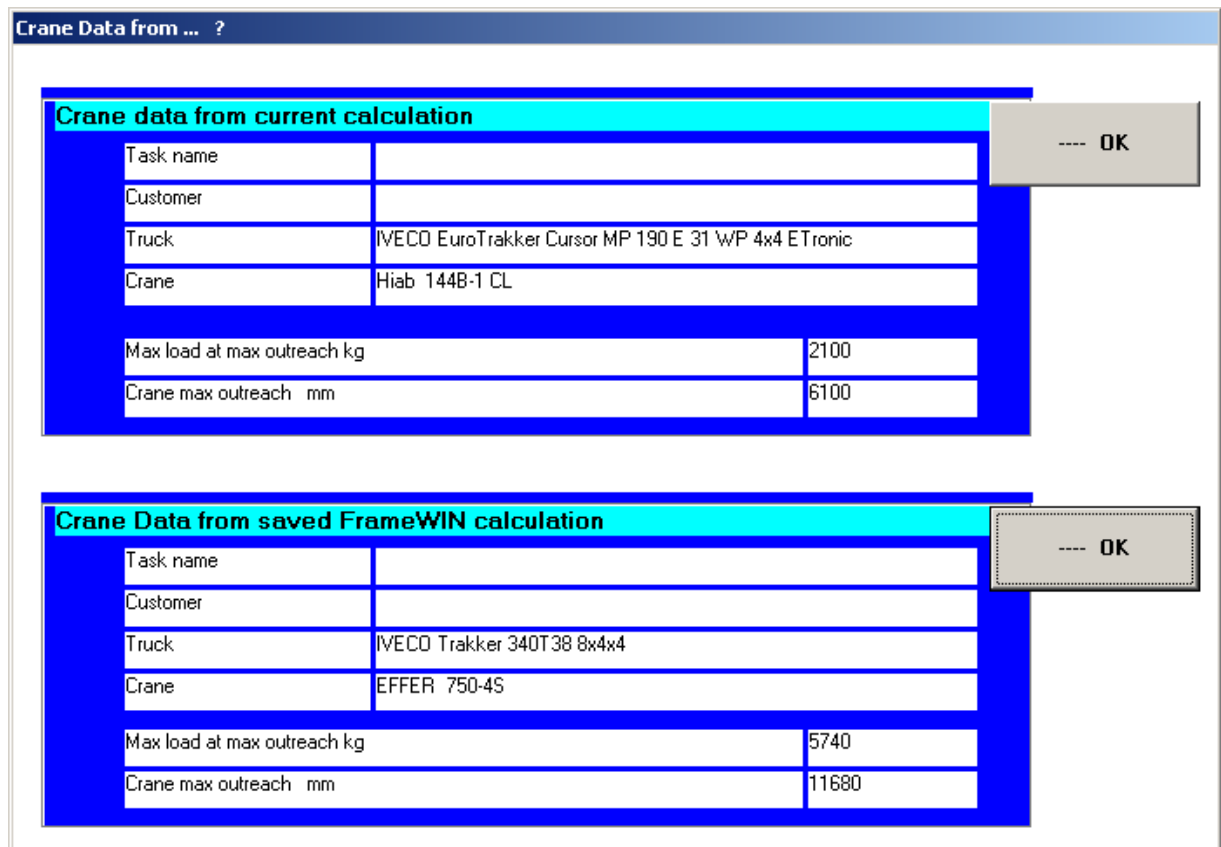 Crane Data from ... ?
Crane data from current calculation
---- OK
Task name
Customer
Truck IVECO EuroTrakker Cursor MP 190 E 31 WP 4x4 ETronic
Crane Hiab 144B-1 CL
Max load at max outreach kg 2100
Crane max outreach mm 6100
Crane Data from saved FrameWIN calculation
---- OK
Task name
Customer
Truck IVECO Trakker 340T38 8x4x4
Crane EFFER 750-4S
Max load at max outreach kg 5740
Crane max outreach mm 11680